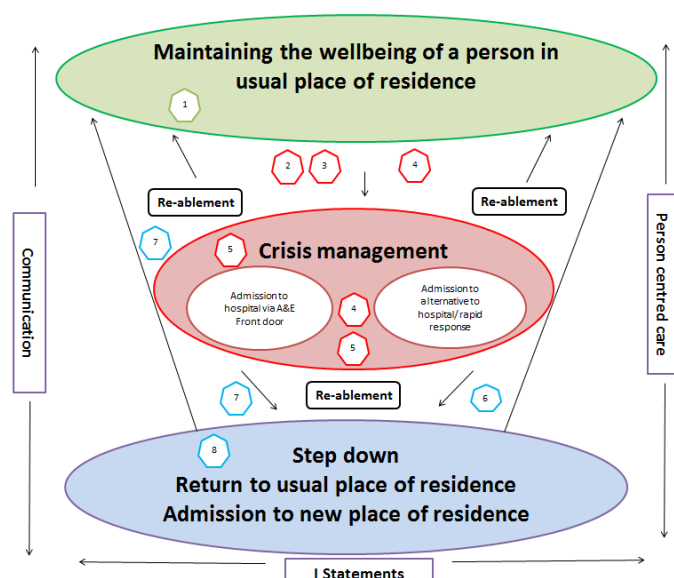 Maintaining the wellbeing of a person in
usual place of residence
1
2
3
4
Re-ablement
Re-ablement
7
5
Crisis management
Admission to
hospital via A&E
Front door
4
Admission to
alternative to
hospital/rapid
response
5
Communication
Person centred care
7
Re-ablement
6
8
Step down
Return to usual place of residence
Admission to new place of residence
I Statements